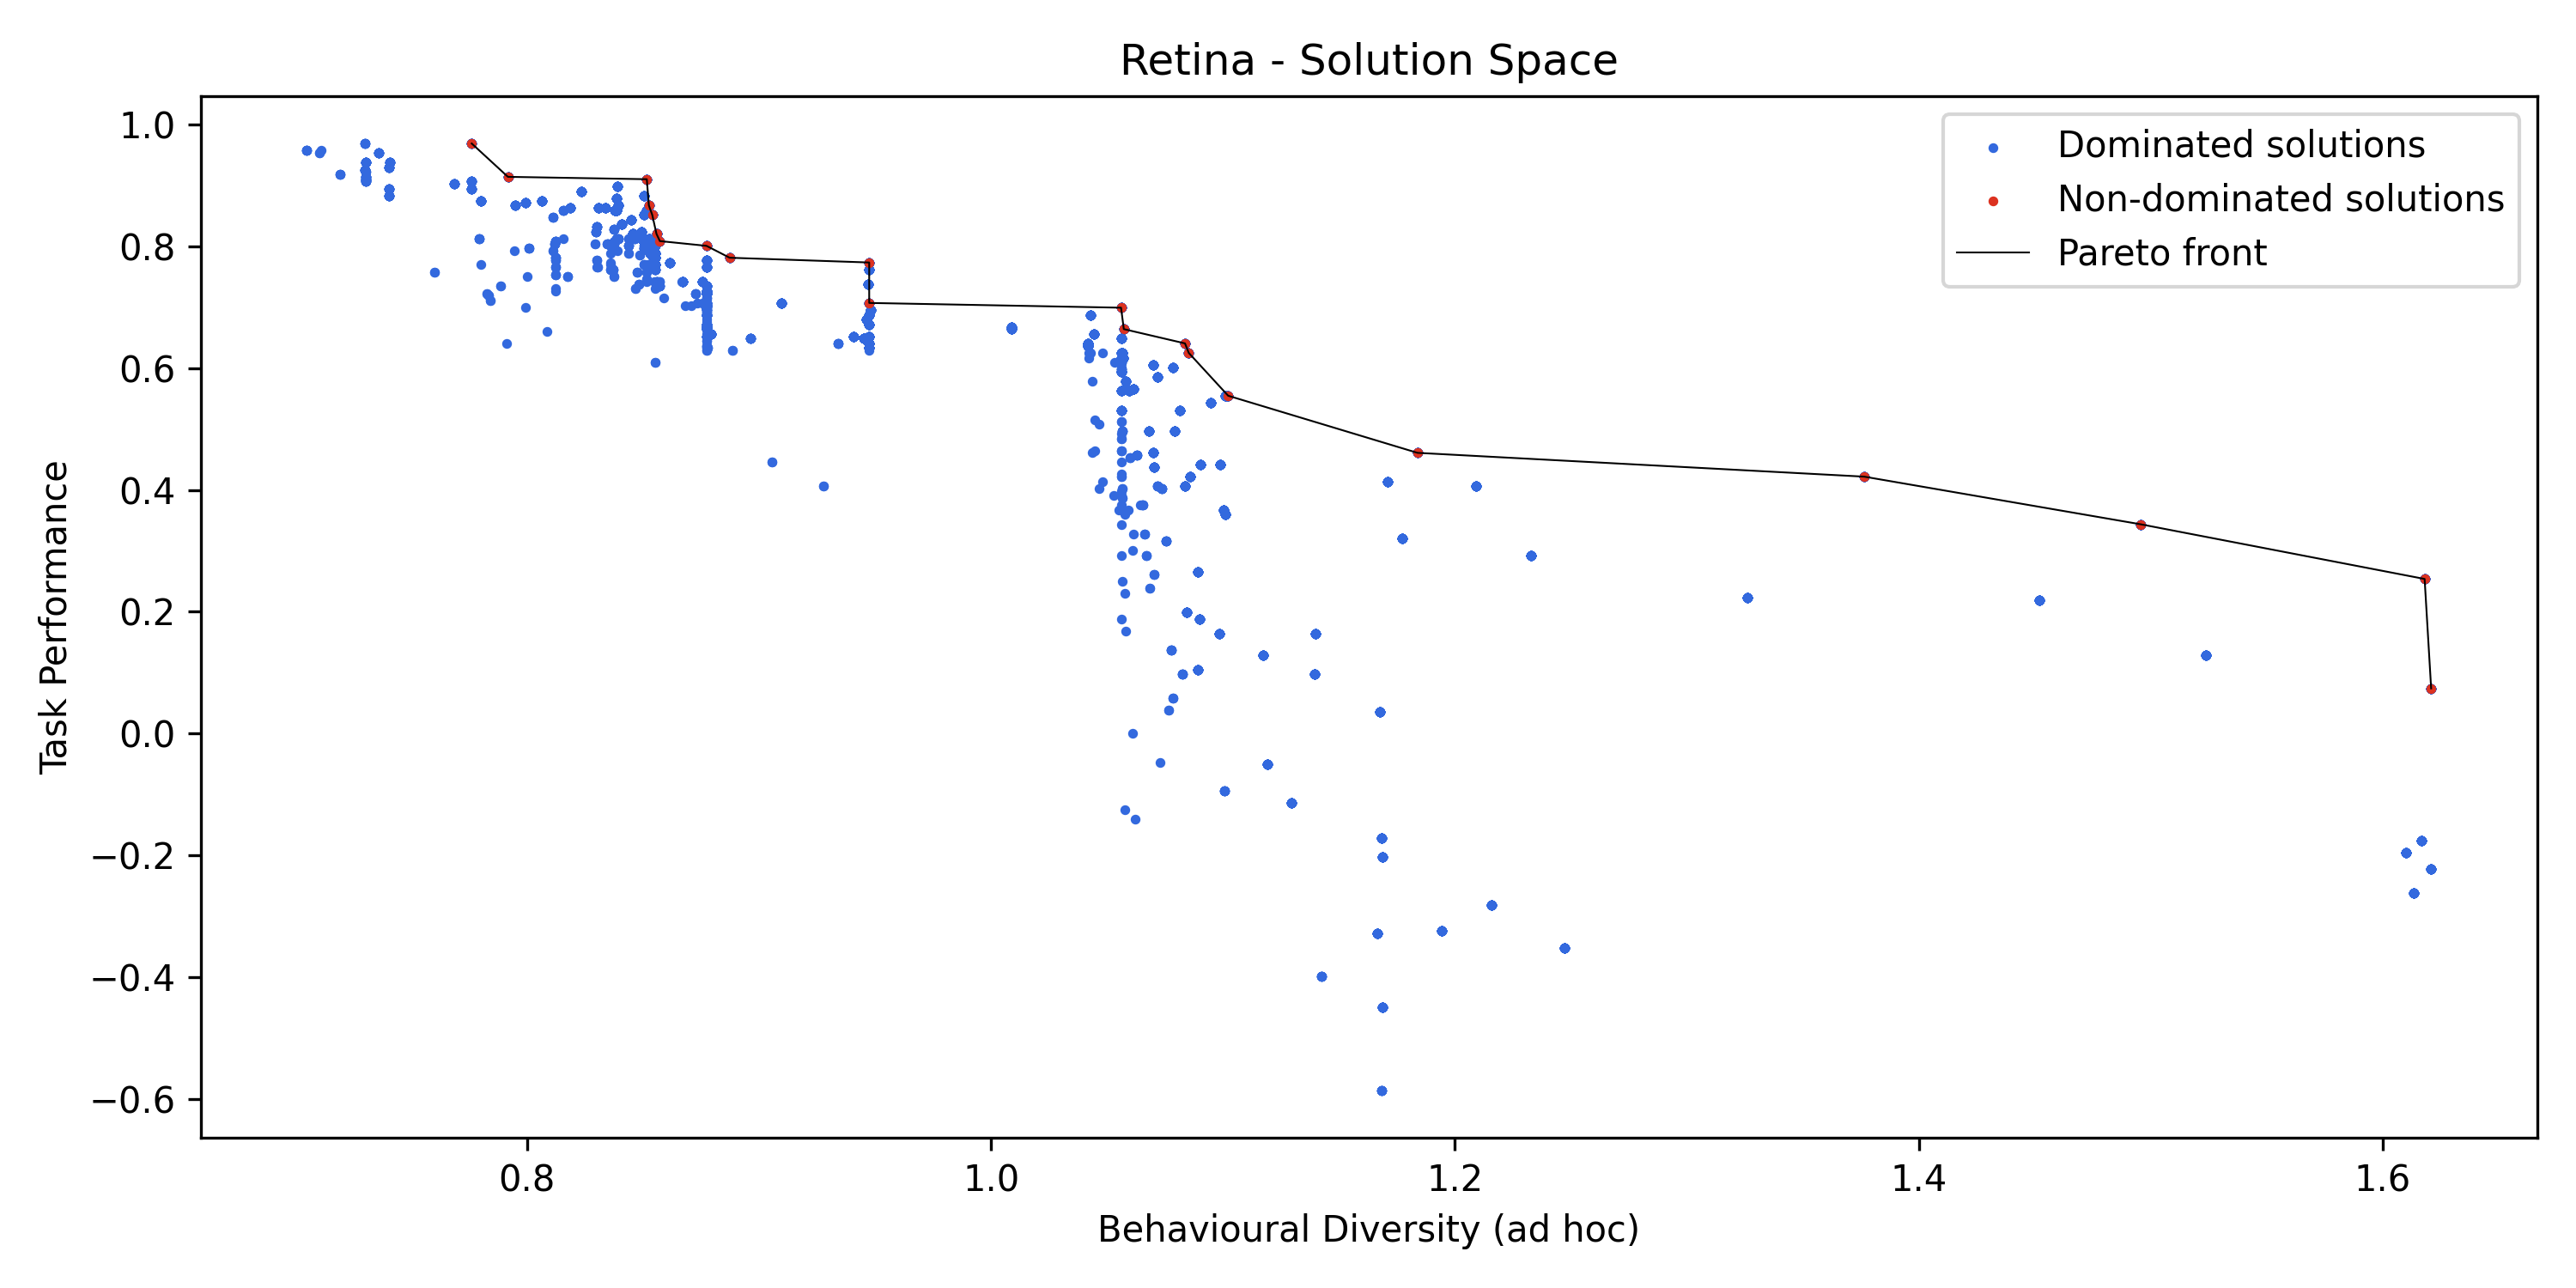 Retina - Solution Space
Dominated solutions
Non-dominated solutions
Pareto front
Task Performance
1.0
0.8
0.6
0.4
0.2
0.0
−0.2
−0.4
−0.6
0.8 1.0 1.2 1.4 1.6
Behavioural Diversity (ad hoc)